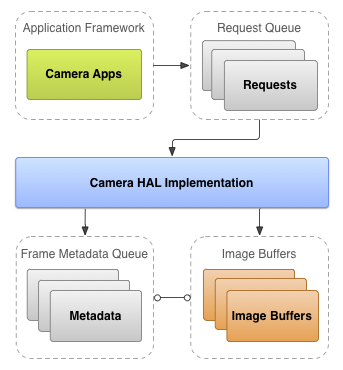 Application Framework
Request Queue
Camera Apps
Requests
Camera HAL Implementation
Frame Metadata Queue
Image Buffers
Metadata
Image Buffers